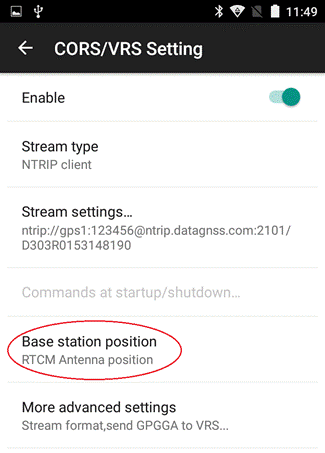 11:49
CORS/VRS Setting
Enable
Stream type
NTRIP client
Stream settings...
ntrip://gps1:123456@ntrip.datagnss.com:2101/
D303R0153148190
Commands at startup/shutdown...
Base station position
RTCM Antenna position
More advanced settings
Stream format,send GPGGA to VRS...